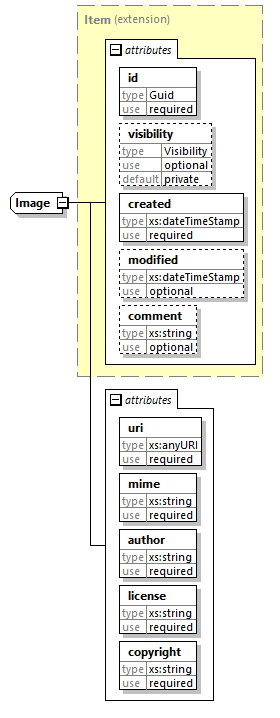 Item (extension)
attributes
id
type Guid
use required
visibility
type Visibility
use optional
default private
Image
created
type xs:dateTimeStamp
use required
modified
type xs:dateTimeStamp
use optional
comment
type xs:string
use optional
attributes
uri
type xs:anyURI
use required
mime
type xs:string
use required
author
type xs:string
use required
license
type xs:string
use required
copyright
type xs:string
use required